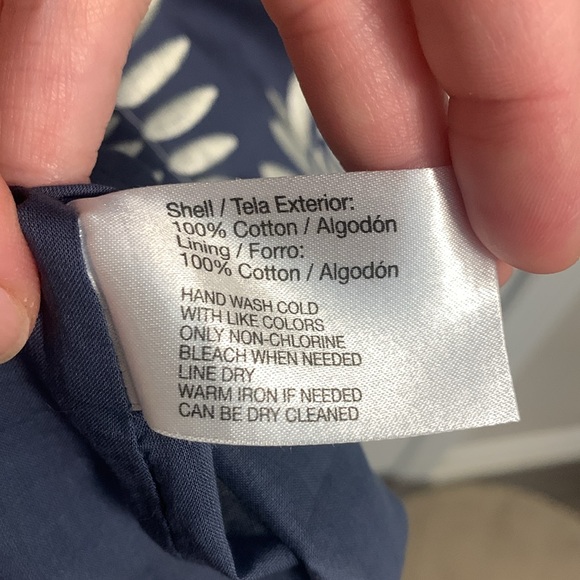 Shell / Tela Exterior:
100% Cotton / Algodón
Lining / Forro:
100% Cotton / Algodón
HAND WASH COLD
WITH LIKE COLORS
ONLY NON-CHLORINE
BLEACH WHEN NEEDED
LINE DRY
WARM IRON IF NEEDED
CAN BE DRY CLEANED